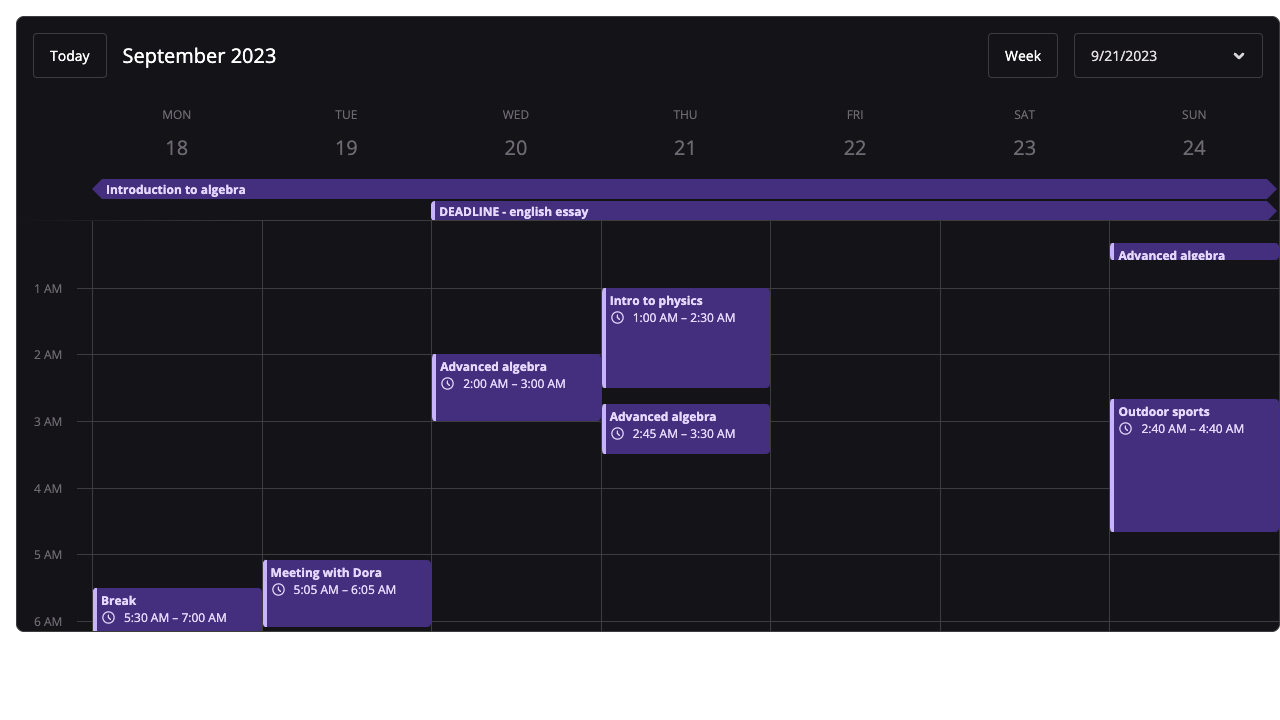 Today
September 2023
Week
9/21/2023
MON
TUE
WED
THU
FRI
SAT
SUN
18
19
20
21
22
23
24
Introduction to algebra
DEADLINE - english essay
Advanced algebra
1 AM
Intro to physics
1:00 AM – 2:30 AM
2 AM
Advanced algebra
2:00 AM – 3:00 AM
Advanced algebra
2:45 AM – 3:30 AM
Outdoor sports
2:40 AM – 4:40 AM
3 AM
4 AM
5 AM
Meeting with Dora
5:05 AM – 6:05 AM
Break
5:30 AM – 7:00 AM
6 AM